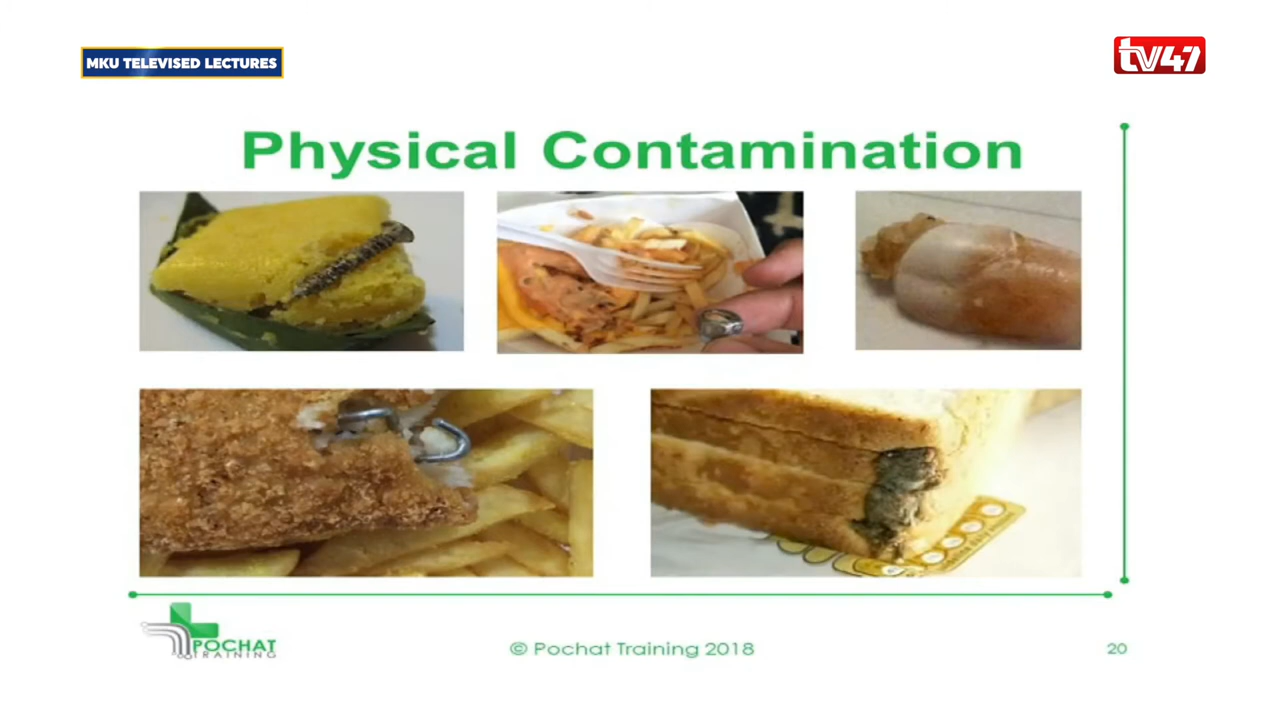 MKU TELEVISED LECTURES
tv47
Physical Contamination
POCHAT
TRAINING
© Pochat Training 2018
20